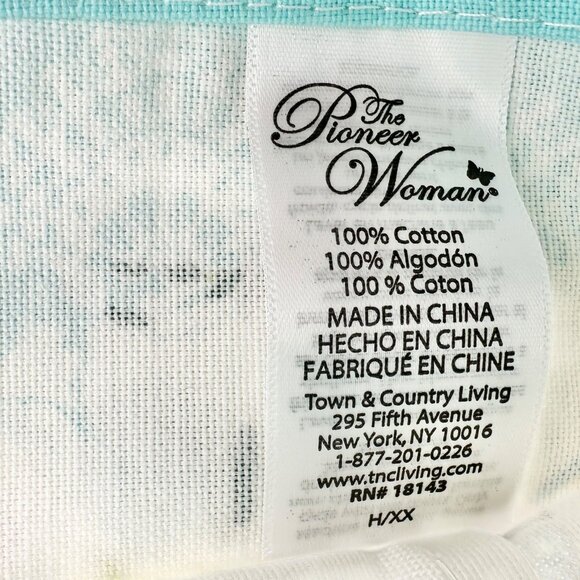 The
Pioneer
Woman
100% Cotton
100% Algodón
100 % Coton
MADE IN CHINA
HECHO EN CHINA
FABRIQUÉ EN CHINE
Town & Country Living
295 Fifth Avenue
New York, NY 10016
1-877-201-0226
www.tncliving.com
RN# 18143
H/XX